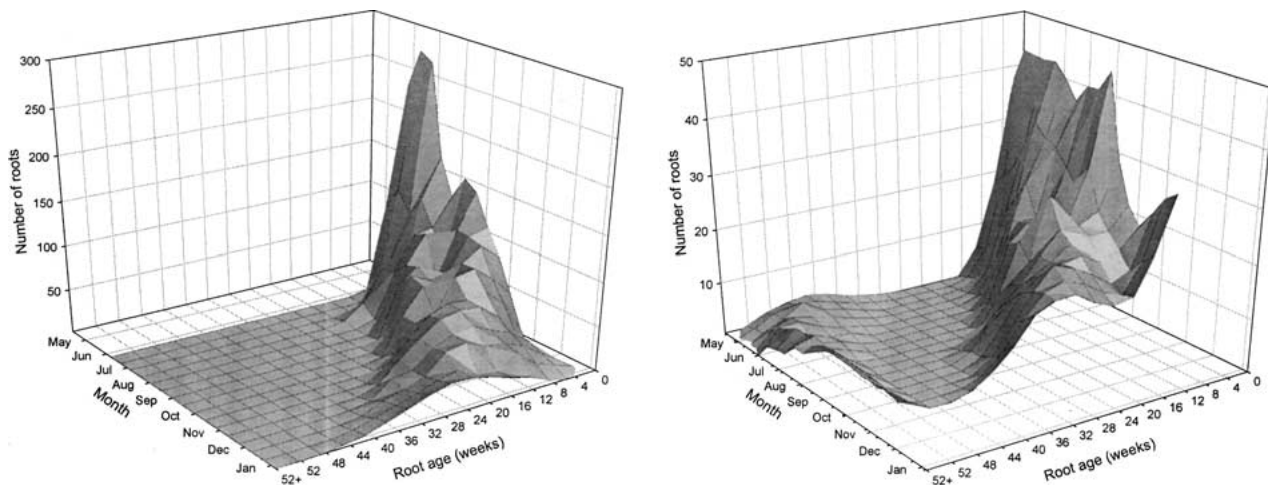 300
250
200
150
100
50
Number of roots
May
Jun
Jul
Aug
Sep
Oct
Nov
Dec
Jan
Month
52+
52
48
44
40
36
32
28
24
20
16
12
8
4
0
Root age (weeks)
50
40
30
20
10
Number of roots
May
Jun
Jul
Aug
Sep
Oct
Nov
Dec
Jan
Month
52+
52
48
44
40
36
32
28
24
20
16
12
8
4
0
Root age (weeks)